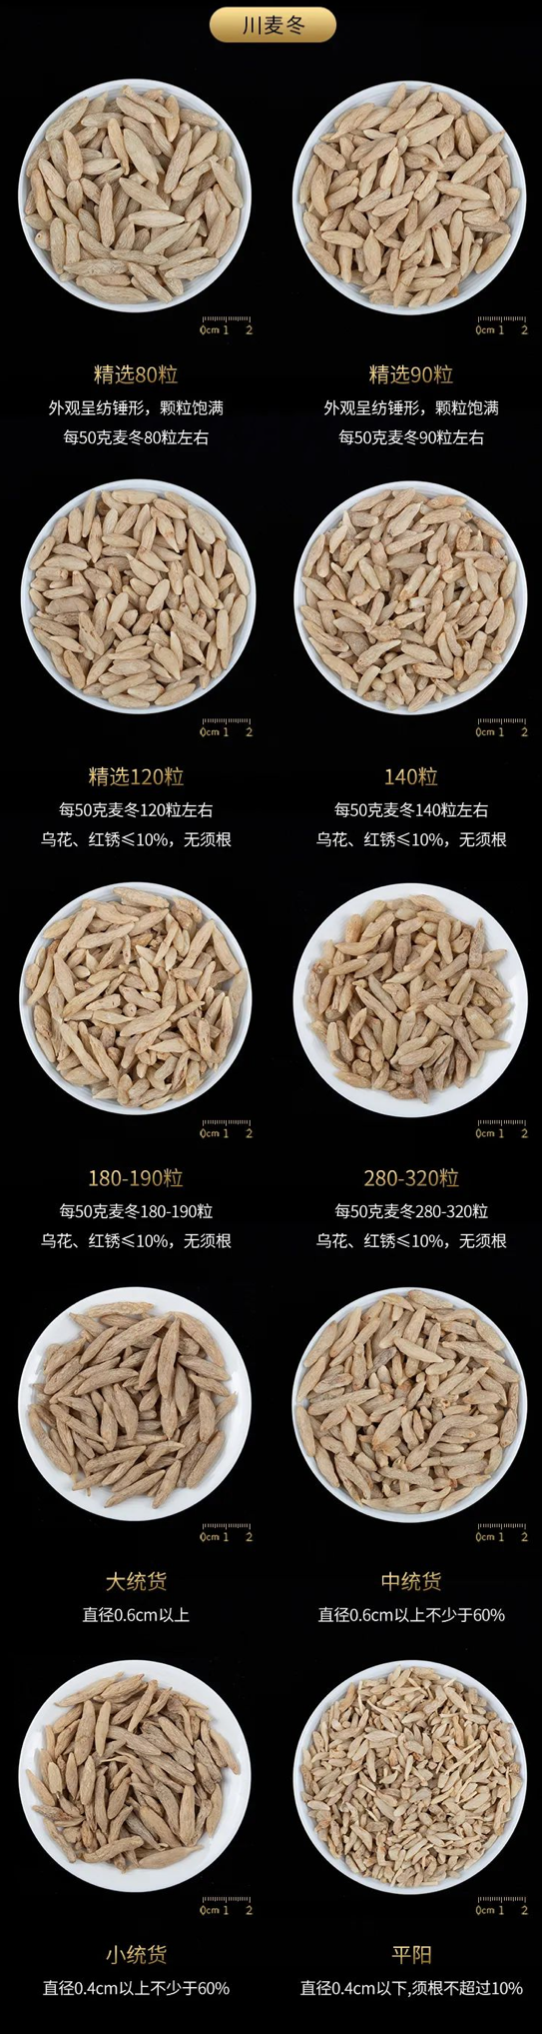 川麦冬
0cm 1 2
0cm 1 2
精选80粒
外观呈纺锤形，颗粒饱满
每50克麦冬80粒左右
精选90粒
外观呈纺锤形，颗粒饱满
每50克麦冬90粒左右
0cm 1 2
0cm 1 2
精选120粒
每50克麦冬120粒左右
乌花、红锈≤10%，无须根
140粒
每50克麦冬140粒左右
乌花、红锈≤10%，无须根
0cm 1 2
0cm 1 2
180-190粒
每50克麦冬180-190粒
乌花、红锈≤10%，无须根
280-320粒
每50克麦冬280-320粒
乌花、红锈≤10%，无须根
0cm 1 2
0cm 1 2
大统货
直径0.6cm以上
中统货
直径0.6cm以上不少于60%
0cm 1 2
0cm 1 2
小统货
直径0.4cm以上不少于60%
平阳
直径0.4cm以下,须根不超过10%